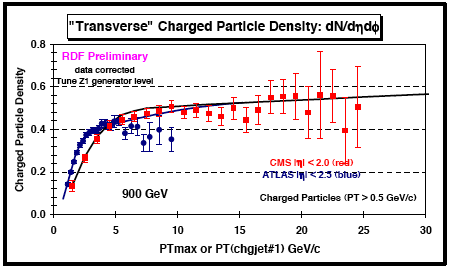 "Transverse" Charged Particle Density: dN/dηdϕ
RDF Preliminary
data corrected
Tune Z1 generator level
Charged Particle Density
0.8
0.6
0.4
0.2
0.0
900 GeV
CMS |η| < 2.0 (red)
ATLAS |η| < 2.5 (blue)
Charged Particles (PT > 0.5 GeV/c)
0 5 10 15 20 25 30
PTmax or PT(chgjet#1) GeV/c